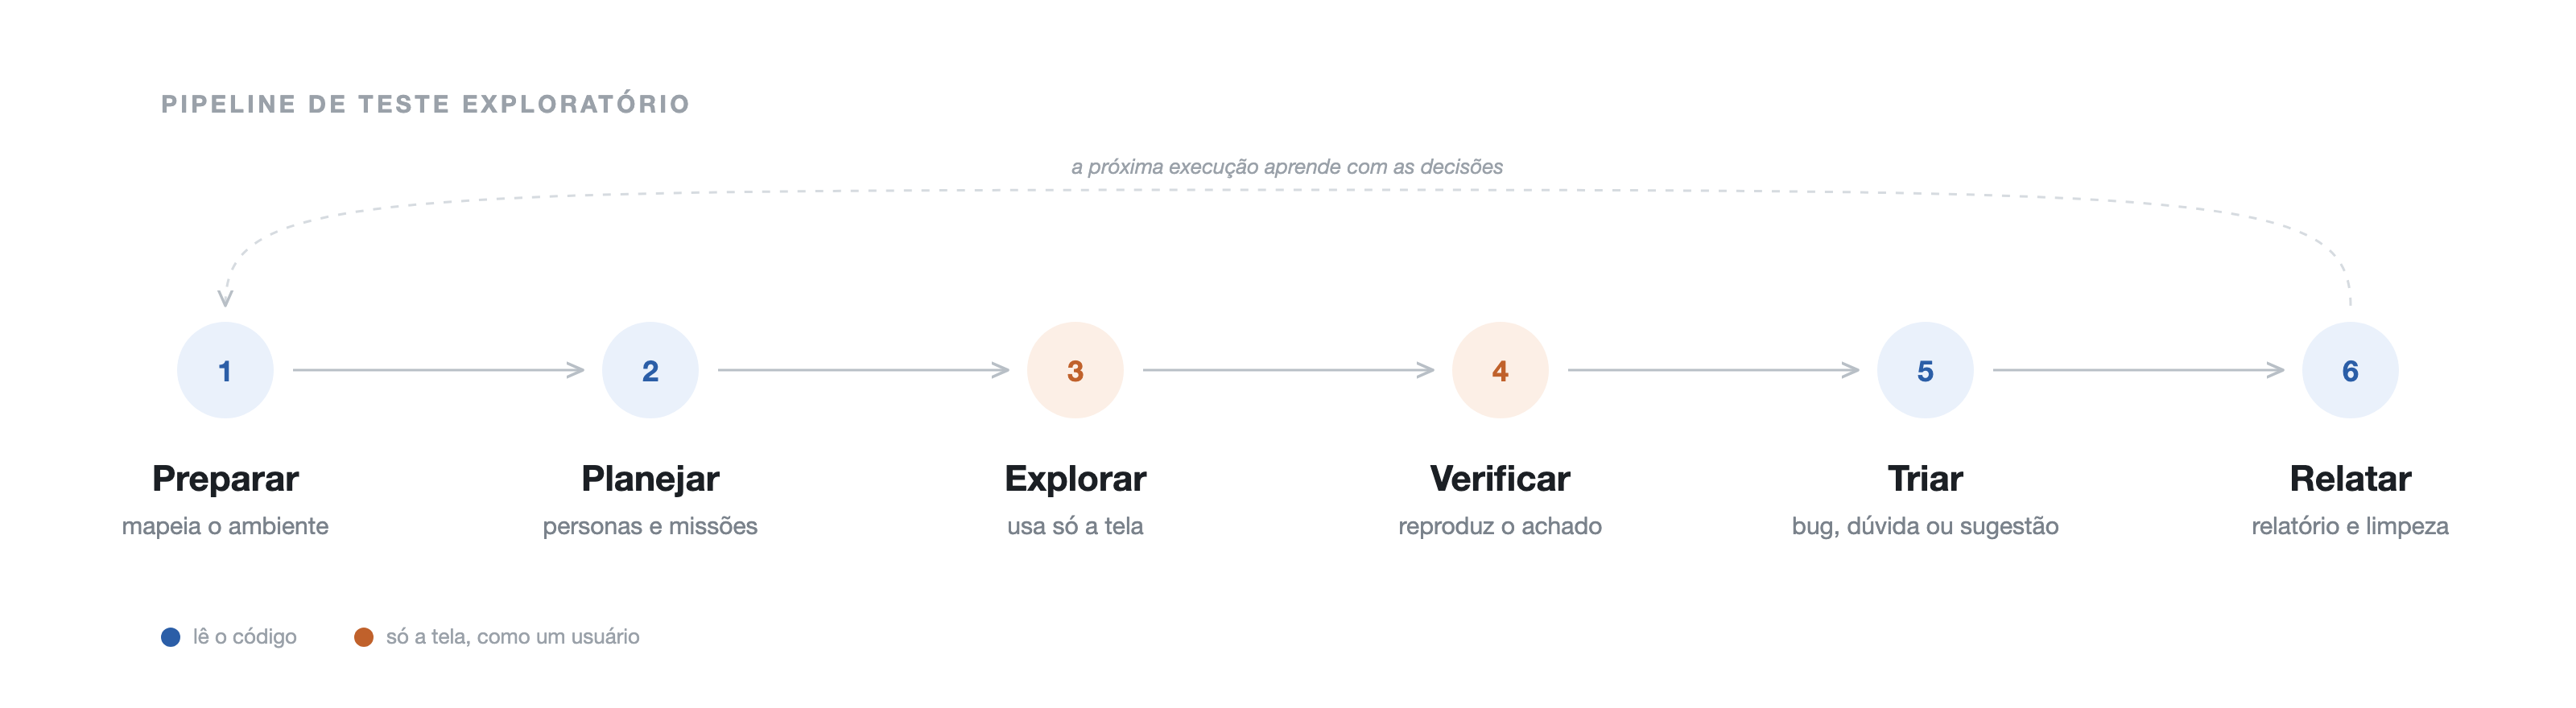 PIPELINE DE TESTE EXPLORATÓRIO
a próxima execução aprende com as decisões
1
2
3
4
5
6
Preparar
mapeia o ambiente
Planejar
personas e missões
Explorar
usa só a tela
Verificar
reproduz o achado
Triar
bug, dúvida ou sugestão
Relatar
relatório e limpeza
lê o código
só a tela, como um usuário